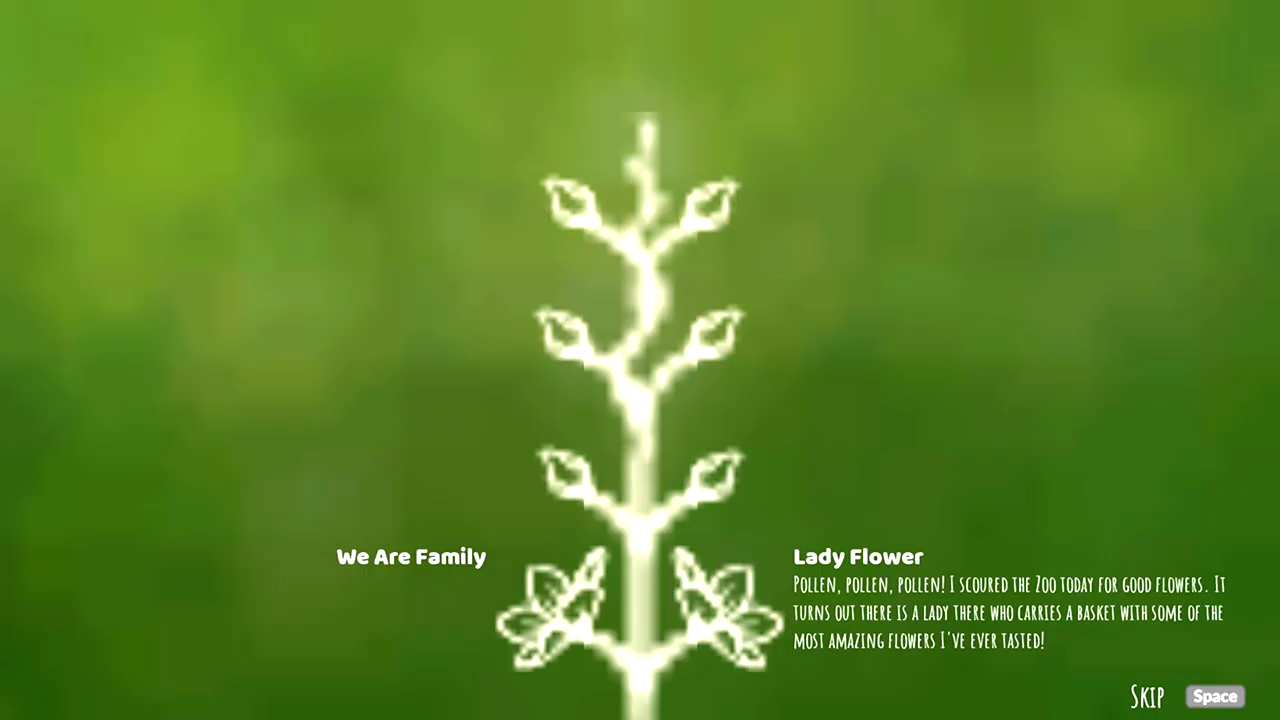 We Are Family
Lady Flower
Pollen, pollen, pollen! I scoured the Zoo today for good flowers. It
turns out there is a lady there who carries a basket with some of the
most amazing flowers I've ever tasted!
Skip Space